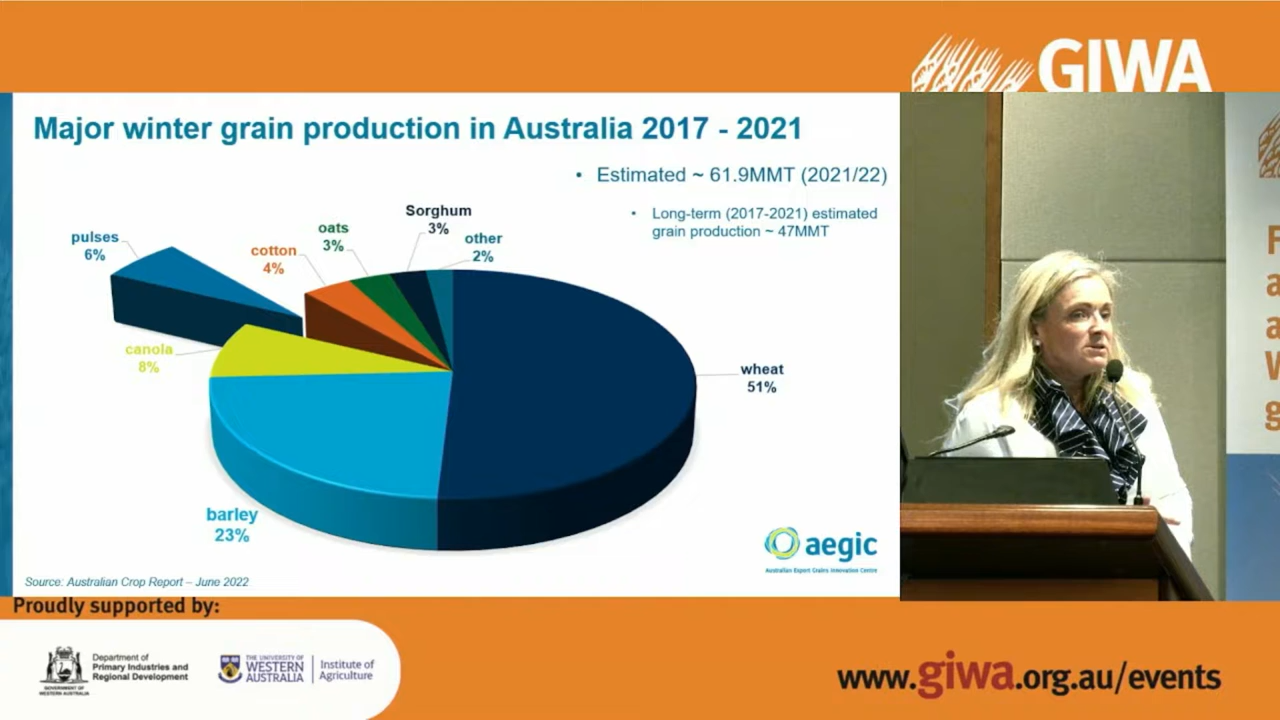 GIWA
Major winter grain production in Australia 2017 - 2021
• Estimated ~ 61.9MMT (2021/22)
• Long-term (2017-2021) estimated
grain production ~ 47MMT
pulses
6%
cotton
4%
oats
3%
Sorghum
3%
other
2%
canola
8%
wheat
51%
barley
23%
aegic
Australian Export Grains Innovation Centre
Source: Australian Crop Report – June 2022
F
a
a
W
g
Proudly supported by:
GOVERNMENT OF
WESTERN AUSTRALIA
Department of
Primary Industries and
Regional Development
THE UNIVERSITY OF
WESTERN
AUSTRALIA
Institute of
Agriculture
www.giwa.org.au/events